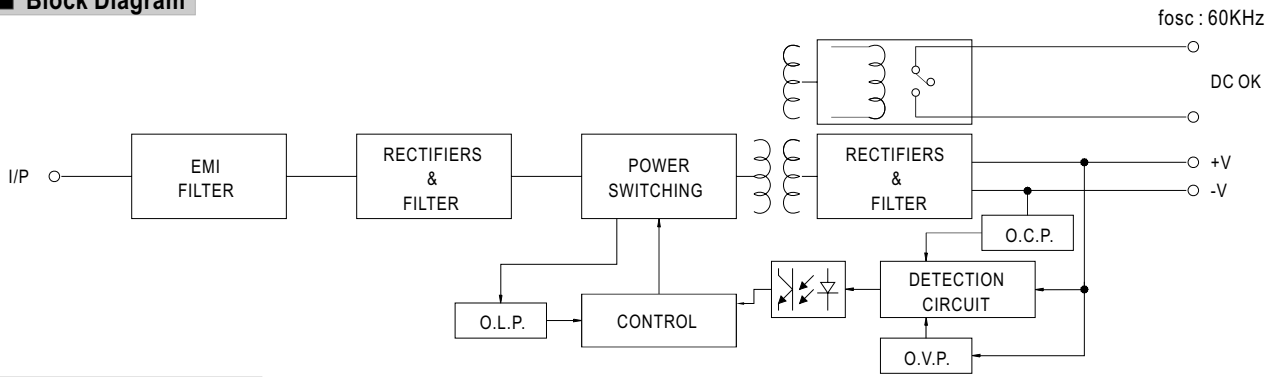 Block Diagram
fosc : 60KHz
DC OK
I/P
EMI
FILTER
RECTIFIERS
&
FILTER
POWER
SWITCHING
RECTIFIERS
&
FILTER
+V
-V
O.C.P.
DETECTION
CIRCUIT
O.L.P.
CONTROL
O.V.P.